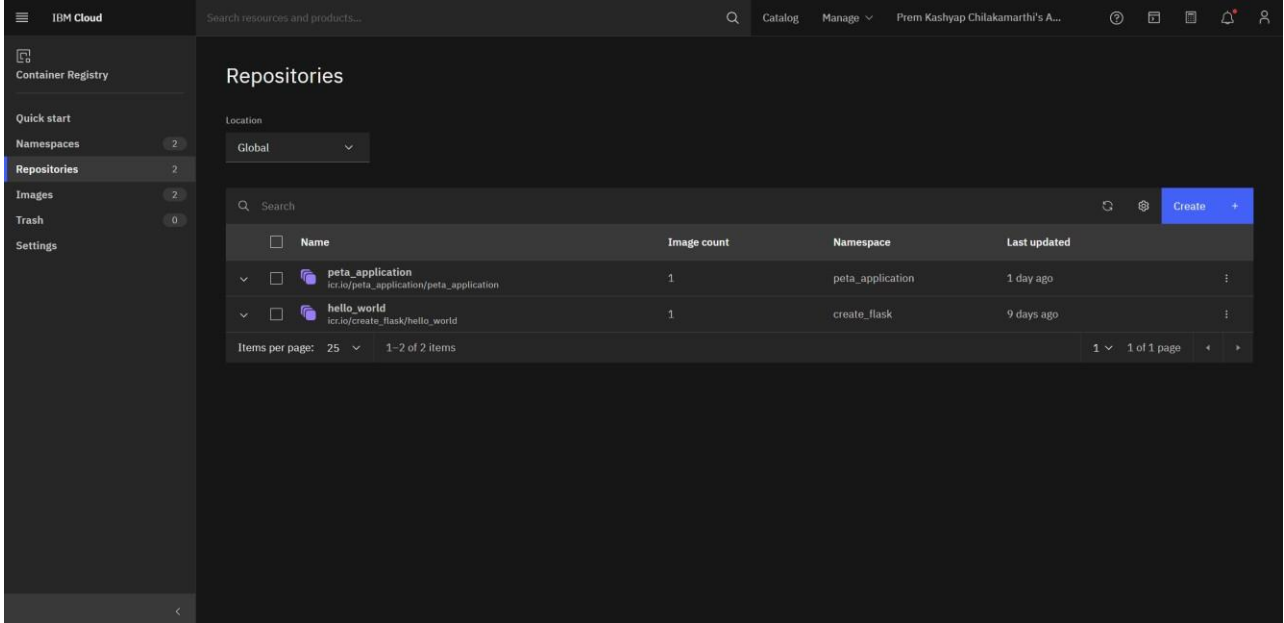 IBM Cloud
Search resources and products...
Catalog
Manage
Prem Kashyap Chilakamarthi's A...
Container Registry
Quick start
Namespaces 2
Repositories 2
Images 2
Trash 0
Settings
Repositories
Location
Global
Search
Create +
Name Image count Namespace Last updated
peta_application 1 peta_application 1 day ago
icr.io/peta_application/peta_application
hello_world 1 create_flask 9 days ago
icr.io/create_flask/hello_world
Items per page: 25 1–2 of 2 items 1 1 of 1 page